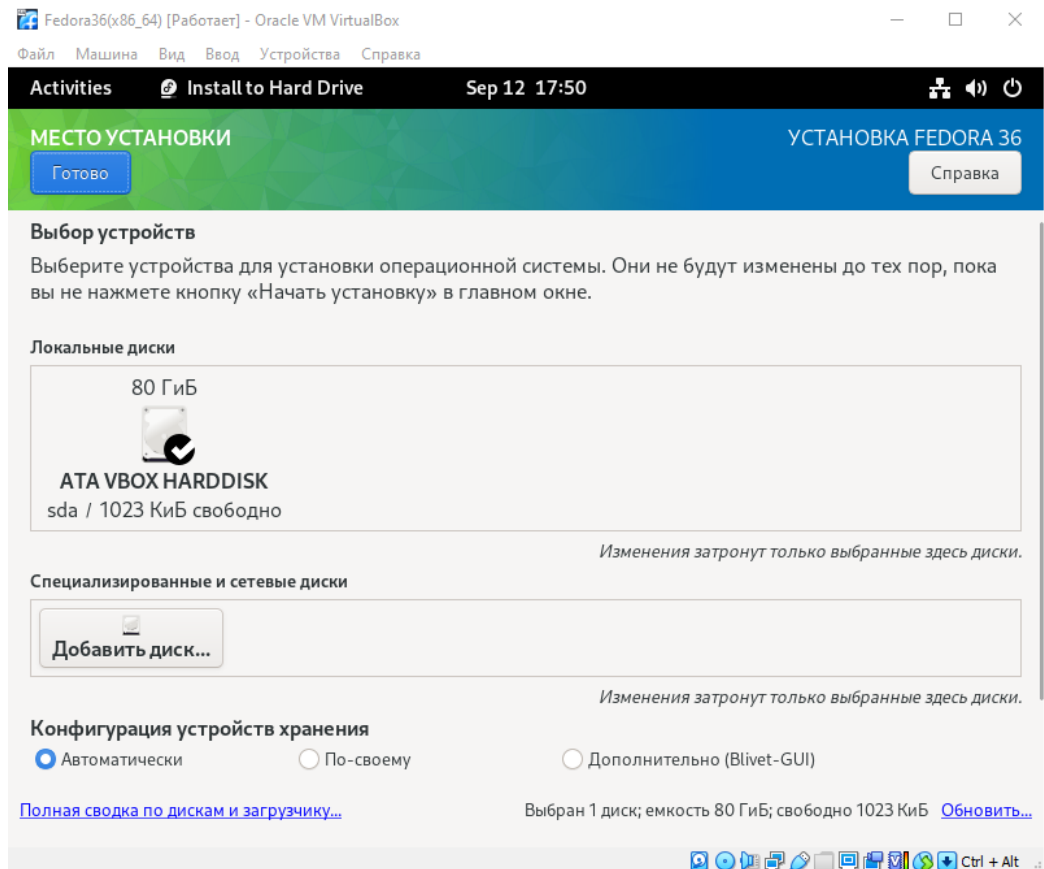 Fedora36(x86_64) [Работает] - Oracle VM VirtualBox
Файл Машина Вид Ввод Устройства Справка
Activities Install to Hard Drive Sep 12 17:50
МЕСТО УСТАНОВКИ УСТАНОВКА FEDORA 36
Готово Справка
Выбор устройств
Выберите устройства для установки операционной системы. Они не будут изменены до тех пор, пока
вы не нажмете кнопку «Начать установку» в главном окне.
Локальные диски
80 ГиБ
ATA VBOX HARDDISK
sda / 1023 КиБ свободно
Изменения затронут только выбранные здесь диски.
Специализированные и сетевые диски
Добавить диск...
Изменения затронут только выбранные здесь диски.
Конфигурация устройств хранения
Автоматически По-своему Дополнительно (Blivet-GUI)
Полная сводка по дискам и загрузчику... Выбран 1 диск; емкость 80 ГиБ; свободно 1023 КиБ Обновить...
Ctrl + Alt